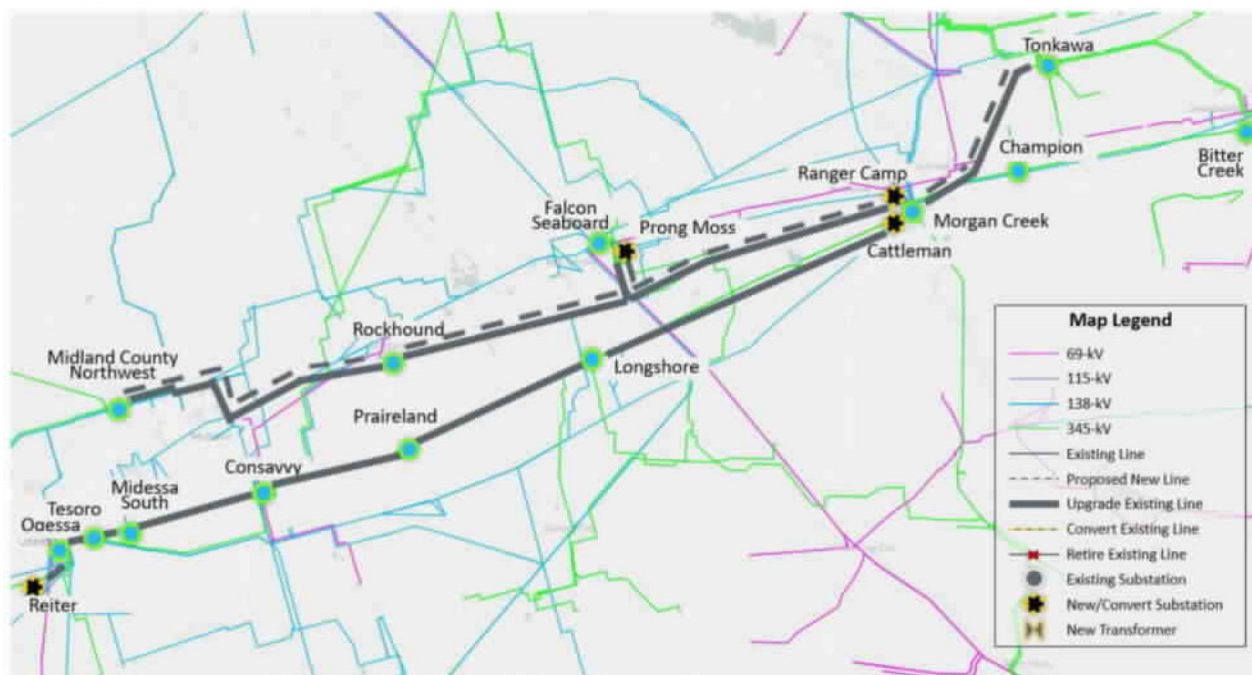 Tonkawa
Champion
Bitter
Creek
Ranger Camp
Falcon
Seaboard
Prong Moss
Morgan Creek
Cattleman
Rockhound
Midland County
Northwest
Longshore
Praireland
Consavvy
Midessa
South
Tesoro
Odessa
Reiter
Map Legend
69-kV
115-kV
138-kV
345-kV
Existing Line
Proposed New Line
Upgrade Existing Line
Convert Existing Line
Retire Existing Line
Existing Substation
New/Convert Substation
New Transformer